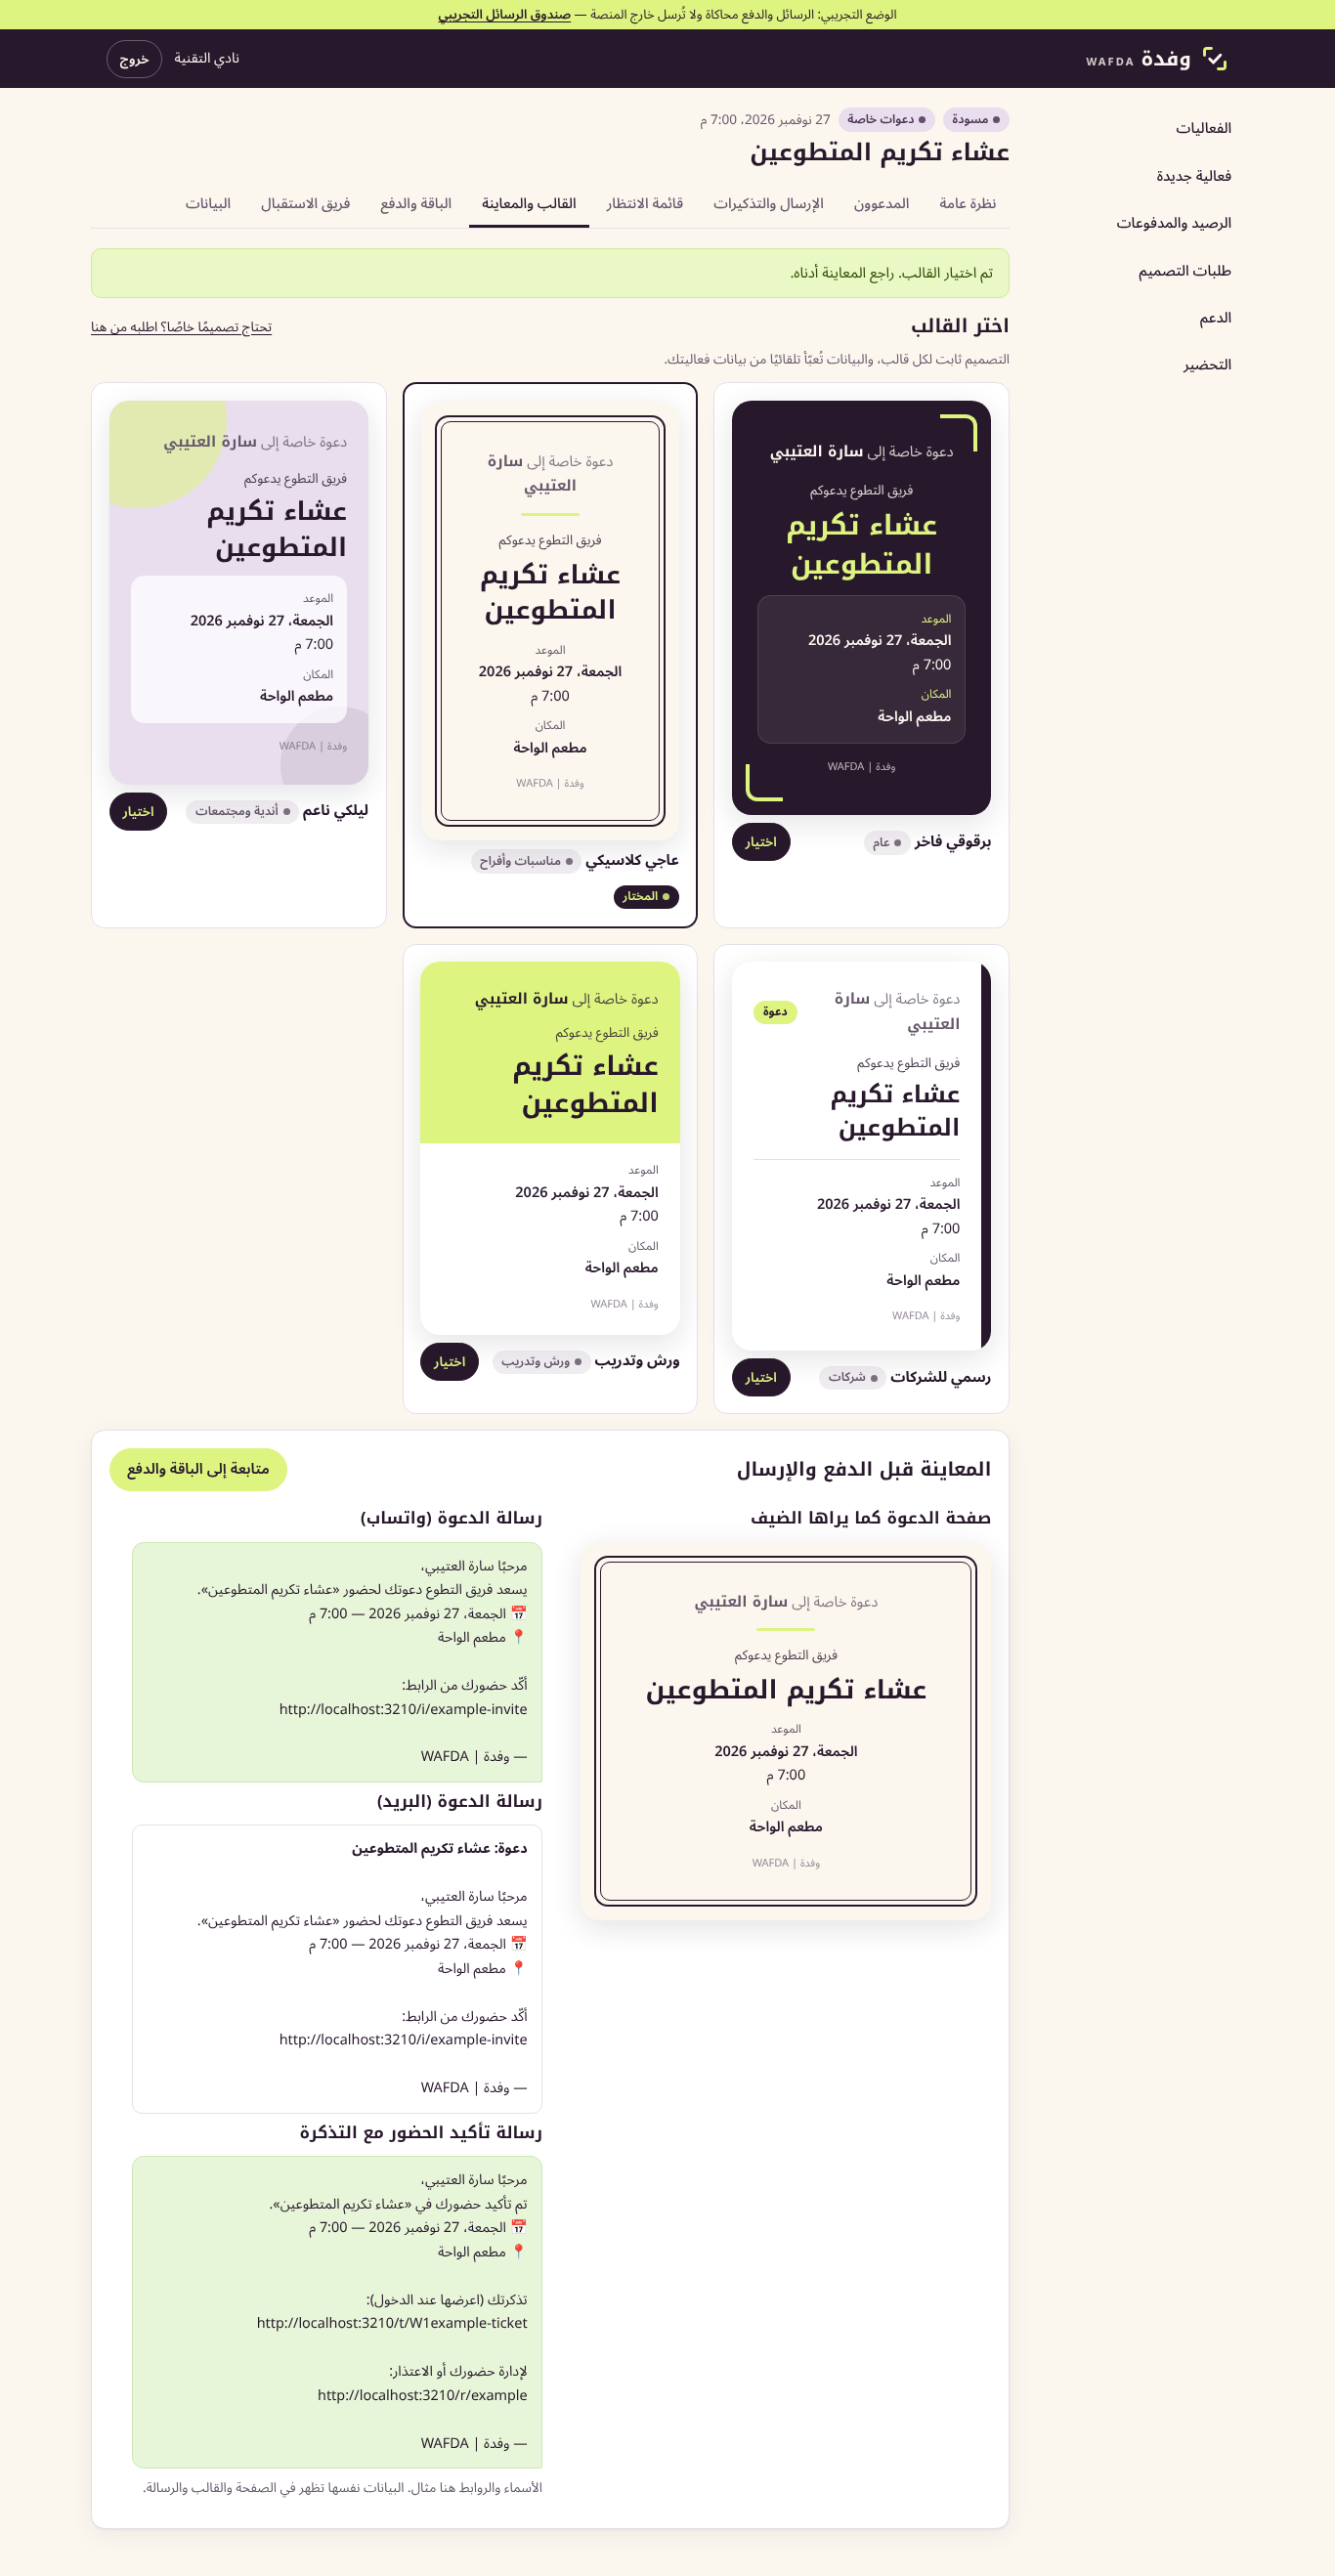 الوضع التجريبي: الرسائل والدفع محاكاة ولا تُرسل خارج المنصة — صندوق الرسائل التجريبي
وفدة WAFDA
نادي التقنية
خروج
الفعاليات
فعالية جديدة
الرصيد والمدفوعات
طلبات التصميم
الدعم
التحضير
مسودة
دعوات خاصة
27 نوفمبر 2026، 7:00 م
عشاء تكريم المتطوعين
نظرة عامة
المدعوون
الإرسال والتذكيرات
قائمة الانتظار
القالب والمعاينة
الباقة والدفع
فريق الاستقبال
البيانات
تم اختيار القالب. راجع المعاينة أدناه.
اختر القالب
تحتاج تصميمًا خاصًا؟ اطلبه من هنا
التصميم ثابت لكل قالب، والبيانات تُعبّأ تلقائيًا من بيانات فعاليتك.
دعوة خاصة إلى سارة العتيبي
فريق التطوع يدعوكم
عشاء تكريم
المتطوعين
الموعد
الجمعة، 27 نوفمبر 2026
7:00 م
المكان
مطعم الواحة
وفدة | WAFDA
برقوقي فاخر
عام
اختيار
دعوة خاصة إلى سارة
العتيبي
فريق التطوع يدعوكم
عشاء تكريم
المتطوعين
الموعد
الجمعة، 27 نوفمبر 2026
7:00 م
المكان
مطعم الواحة
وفدة | WAFDA
عاجي كلاسيكي
مناسبات وأفراح
المختار
دعوة خاصة إلى سارة العتيبي
فريق التطوع يدعوكم
عشاء تكريم
المتطوعين
الموعد
الجمعة، 27 نوفمبر 2026
7:00 م
المكان
مطعم الواحة
وفدة | WAFDA
ليلكي ناعم
أندية ومجتمعات
اختيار
دعوة خاصة إلى سارة
العتيبي
دعوة
فريق التطوع يدعوكم
عشاء تكريم
المتطوعين
الموعد
الجمعة، 27 نوفمبر 2026
7:00 م
المكان
مطعم الواحة
وفدة | WAFDA
رسمي للشركات
شركات
اختيار
دعوة خاصة إلى سارة العتيبي
فريق التطوع يدعوكم
عشاء تكريم
المتطوعين
الموعد
الجمعة، 27 نوفمبر 2026
7:00 م
المكان
مطعم الواحة
وفدة | WAFDA
ورش وتدريب
ورش وتدريب
اختيار
المعاينة قبل الدفع والإرسال
متابعة إلى الباقة والدفع
صفحة الدعوة كما يراها الضيف
دعوة خاصة إلى سارة العتيبي
فريق التطوع يدعوكم
عشاء تكريم المتطوعين
الموعد
الجمعة، 27 نوفمبر 2026
7:00 م
المكان
مطعم الواحة
وفدة | WAFDA
رسالة الدعوة (واتساب)
مرحبًا سارة العتيبي،
يسعد فريق التطوع دعوتك لحضور «عشاء تكريم المتطوعين».
📅 الجمعة، 27 نوفمبر 2026 — 7:00 م
📍 مطعم الواحة
أكّد حضورك من الرابط:
http://localhost:3210/i/example-invite
— وفدة | WAFDA
رسالة الدعوة (البريد)
دعوة: عشاء تكريم المتطوعين
مرحبًا سارة العتيبي،
يسعد فريق التطوع دعوتك لحضور «عشاء تكريم المتطوعين».
📅 الجمعة، 27 نوفمبر 2026 — 7:00 م
📍 مطعم الواحة
أكّد حضورك من الرابط:
http://localhost:3210/i/example-invite
— وفدة | WAFDA
رسالة تأكيد الحضور مع التذكرة
مرحبًا سارة العتيبي،
تم تأكيد حضورك في «عشاء تكريم المتطوعين».
📅 الجمعة، 27 نوفمبر 2026 — 7:00 م
📍 مطعم الواحة
تذكرتك (اعرضها عند الدخول):
http://localhost:3210/t/W1example-ticket
لإدارة حضورك أو الاعتذار:
http://localhost:3210/r/example
— وفدة | WAFDA
الأسماء والروابط هنا مثال. البيانات نفسها تظهر في الصفحة والقالب والرسالة.